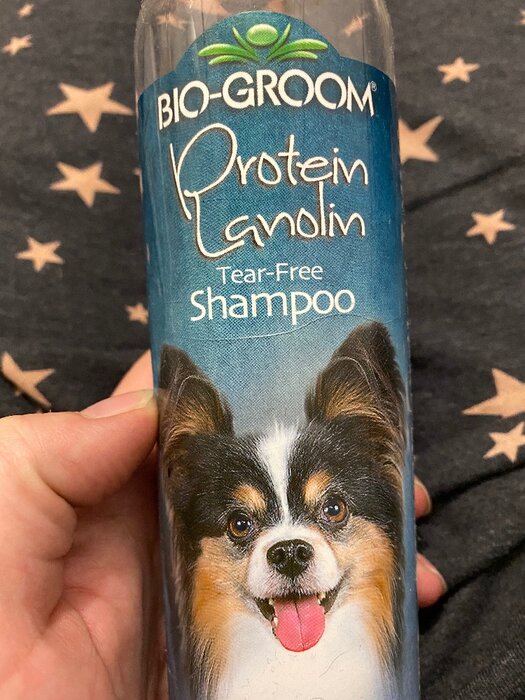 BIO-GROOM®
Protein
Lanolin
Tear-Free
Shampoo